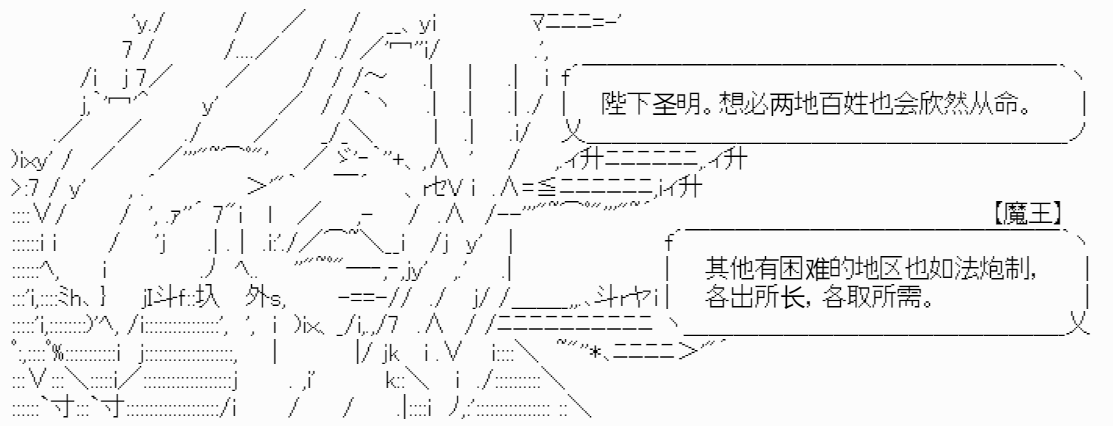 陛下圣明。想必两地百姓也会欣然从命。
【魔王】
其他有困难的地区也如法炮制，
各出所长，各取所需。